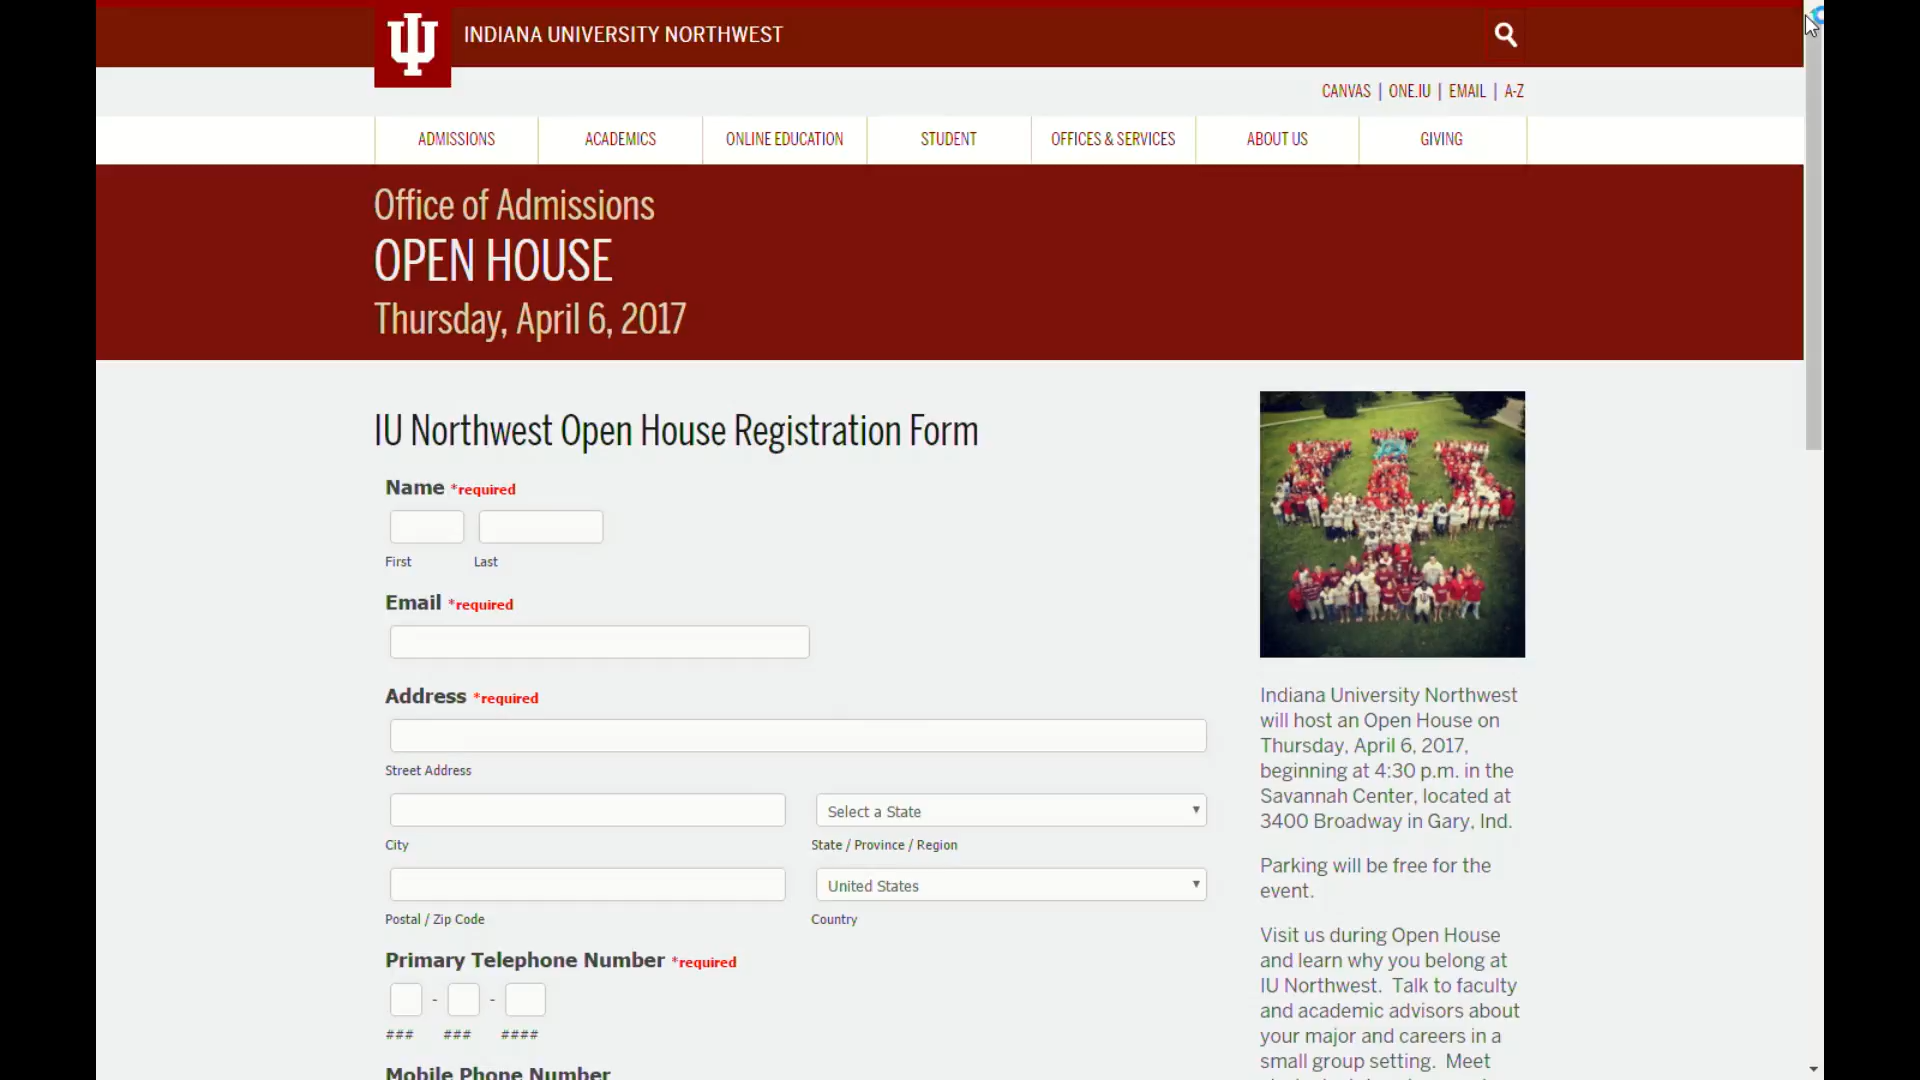 INDIANA UNIVERSITY NORTHWEST
CANVAS | ONE.IU | EMAIL | A-Z
ADMISSIONS ACADEMICS ONLINE EDUCATION STUDENT OFFICES & SERVICES ABOUT US GIVING
Office of Admissions
OPEN HOUSE
Thursday, April 6, 2017
IU Northwest Open House Registration Form
Name *required
First Last
Email *required
Address *required
Street Address
Select a State
City State / Province / Region
United States
Postal / Zip Code Country
Primary Telephone Number *required
- -
### ### ####
Mobile Phone Number
Indiana University Northwest
will host an Open House on
Thursday, April 6, 2017,
beginning at 4:30 p.m. in the
Savannah Center, located at
3400 Broadway in Gary, Ind.
Parking will be free for the
event.
Visit us during Open House
and learn why you belong at
IU Northwest. Talk to faculty
and academic advisors about
your major and careers in a
small group setting. Meet